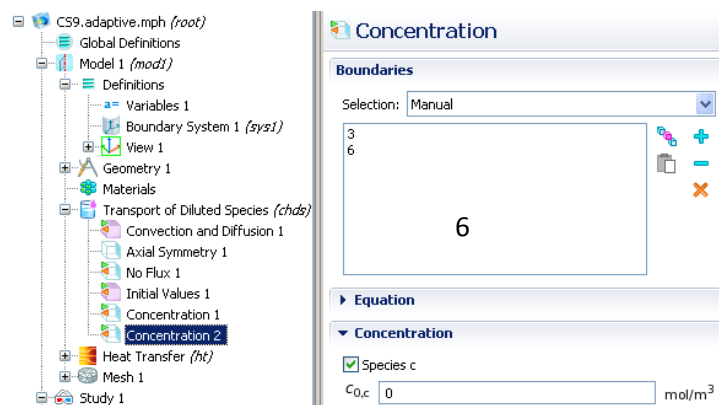 CS9.adaptive.mph (root)
Global Definitions
Model 1 (mod1)
Definitions
a= Variables 1
Boundary System 1 (sys1)
View 1
Geometry 1
Materials
Transport of Diluted Species (chds)
Convection and Diffusion 1
Axial Symmetry 1
No Flux 1
Initial Values 1
Concentration 1
Concentration 2
Heat Transfer (ht)
Mesh 1
Study 1
Concentration
Boundaries
Selection: Manual
3
6
6
Equation
Concentration
Species c
c0,c 0 mol/m³